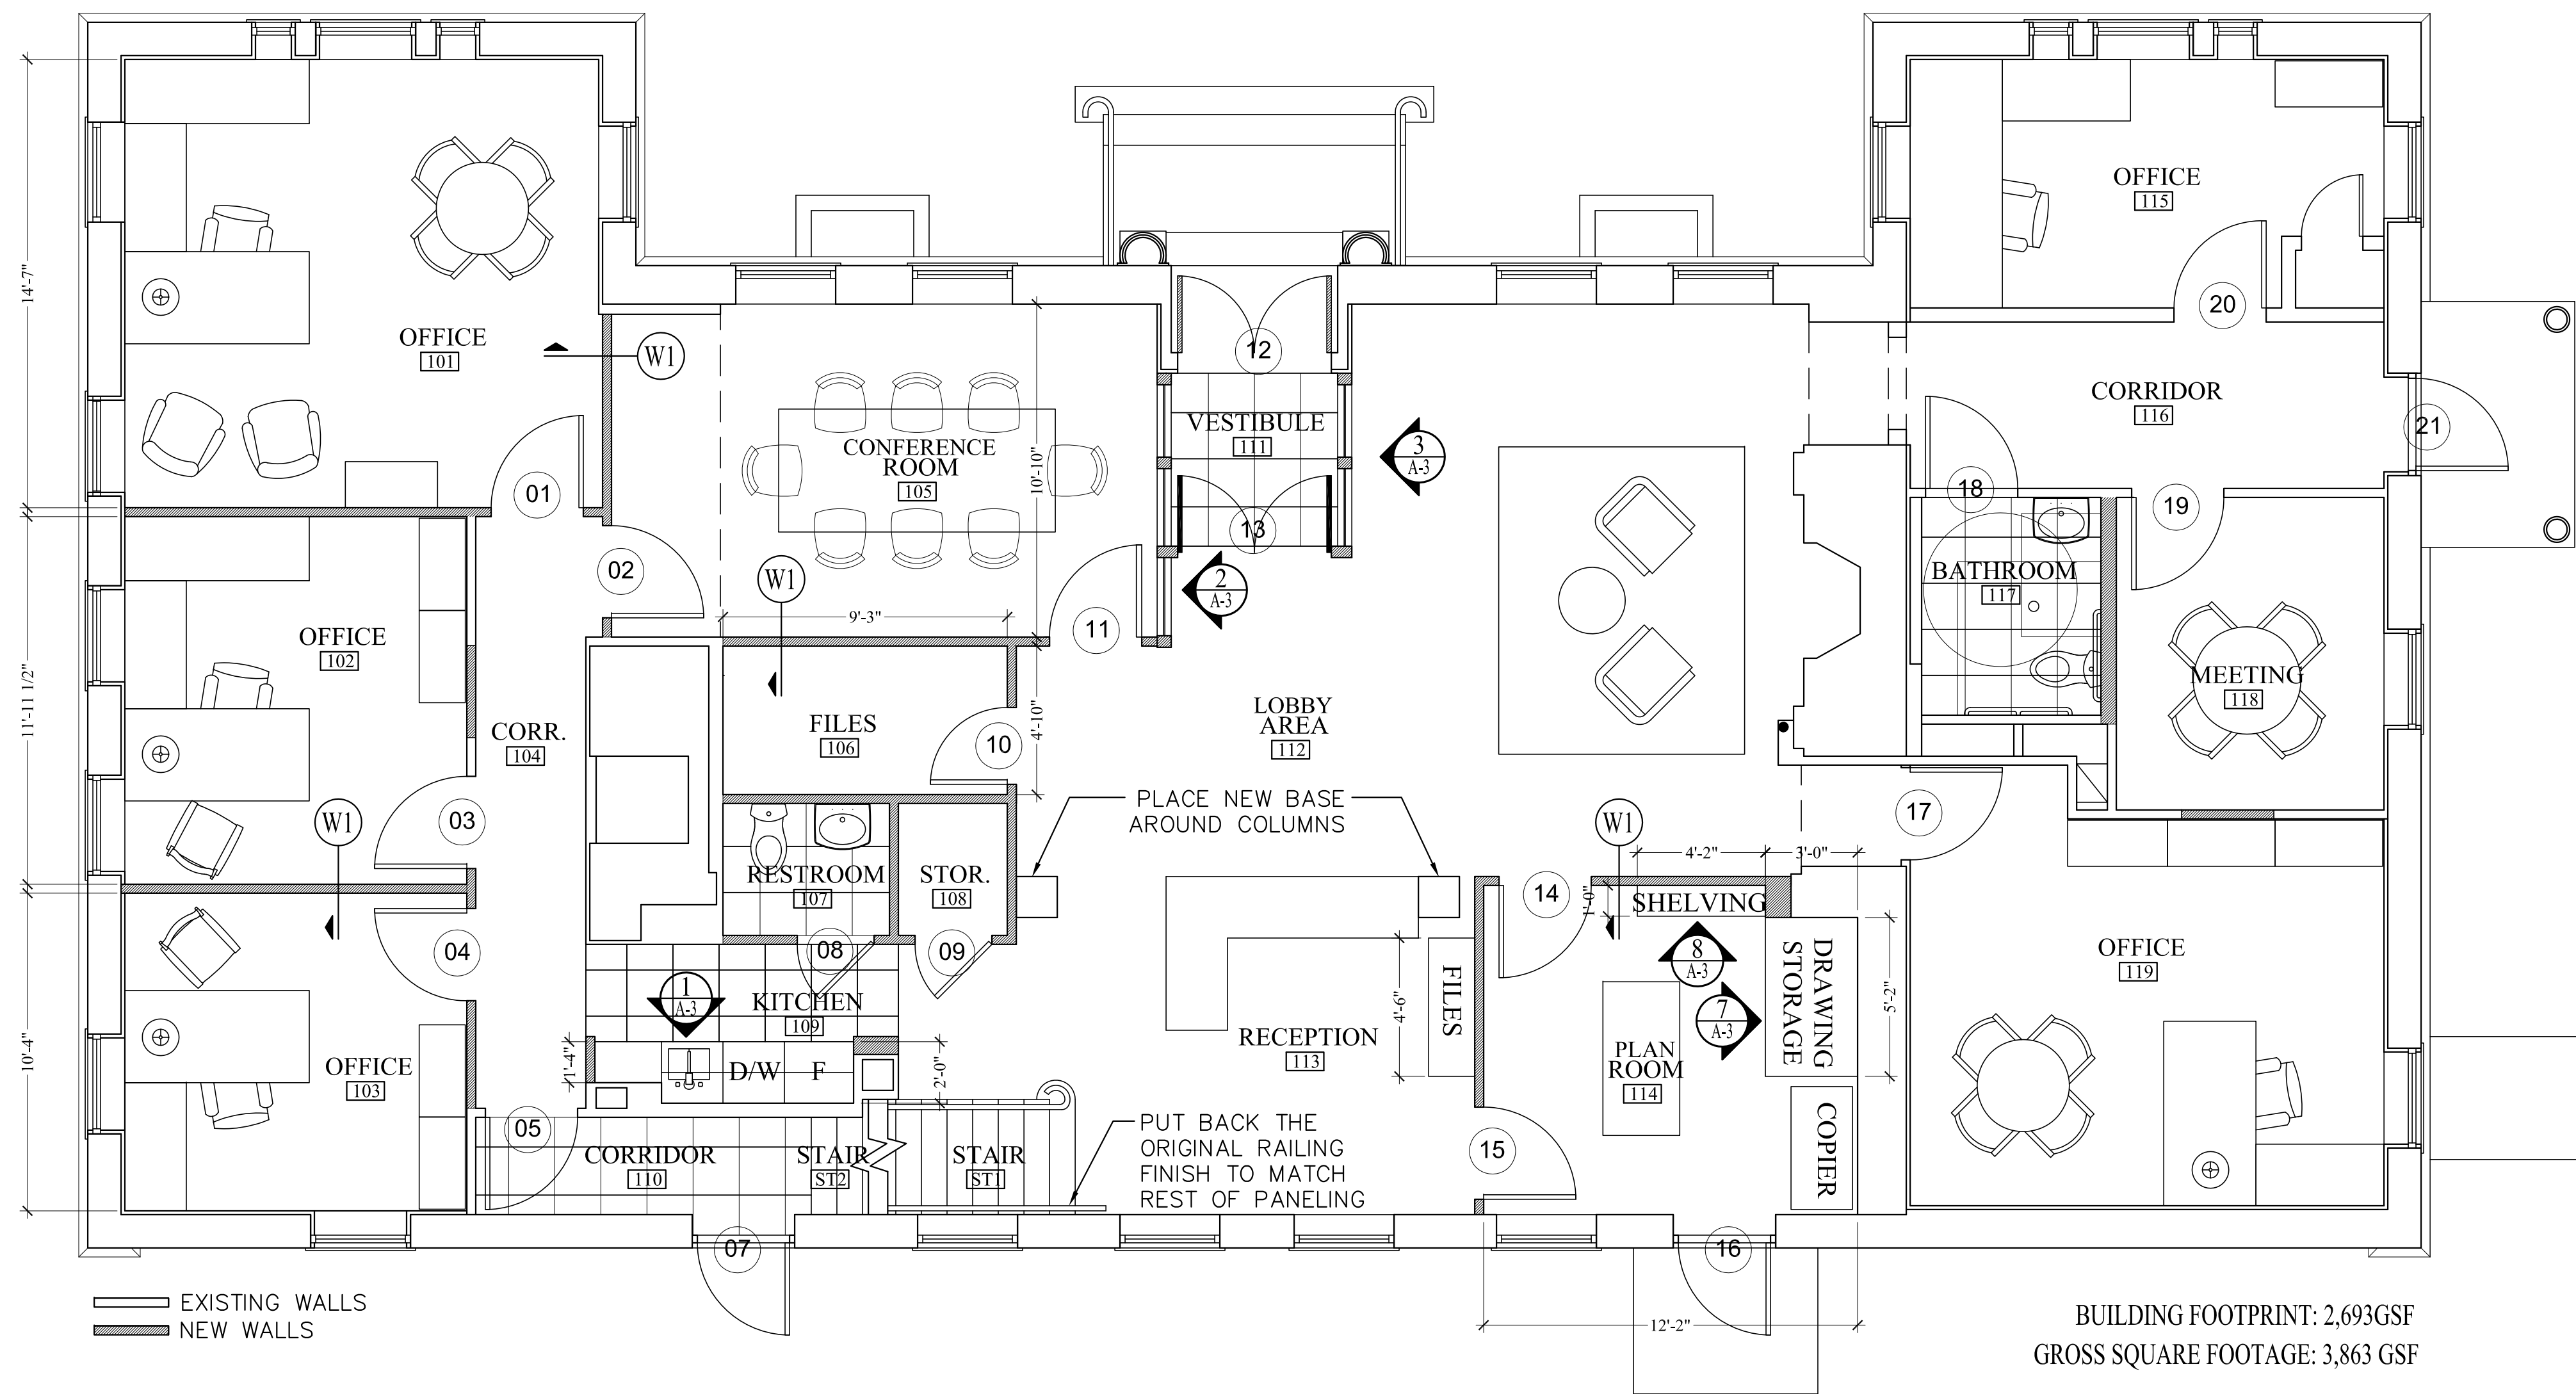 14'-7"
11'-11 1/2"
10'-4"
OFFICE
101
W1
01
02
OFFICE
102
CORR.
104
W1
03
04
OFFICE
103
05
CONFERENCE
ROOM
105
10'-10"
W1
9'-3"
11
FILES
106
10
4'-10"
RESTROOM
107
STOR.
108
08
09
1
A-3
KITCHEN
109
1'-4"
D/W
F
2'-0"
CORRIDOR
110
STAIR
ST2
STAIR
ST1
07
12
VESTIBULE
111
13
3
A-3
2
A-3
LOBBY
AREA
112
PLACE NEW BASE
AROUND COLUMNS
RECEPTION
113
4'-6"
FILES
PUT BACK THE
ORIGINAL RAILING
FINISH TO MATCH
REST OF PANELING
W1
4'-2"
3'-0"
14
1'-0"
SHELVING
8
A-3
7
A-3
DRAWING
STORAGE
5'-2"
PLAN
ROOM
114
COPIER
15
16
12'-2"
OFFICE
115
20
CORRIDOR
116
21
18
19
BATHROOM
117
MEETING
118
17
OFFICE
119
EXISTING WALLS
NEW WALLS
BUILDING FOOTPRINT: 2,693GSF
GROSS SQUARE FOOTAGE: 3,863 GSF